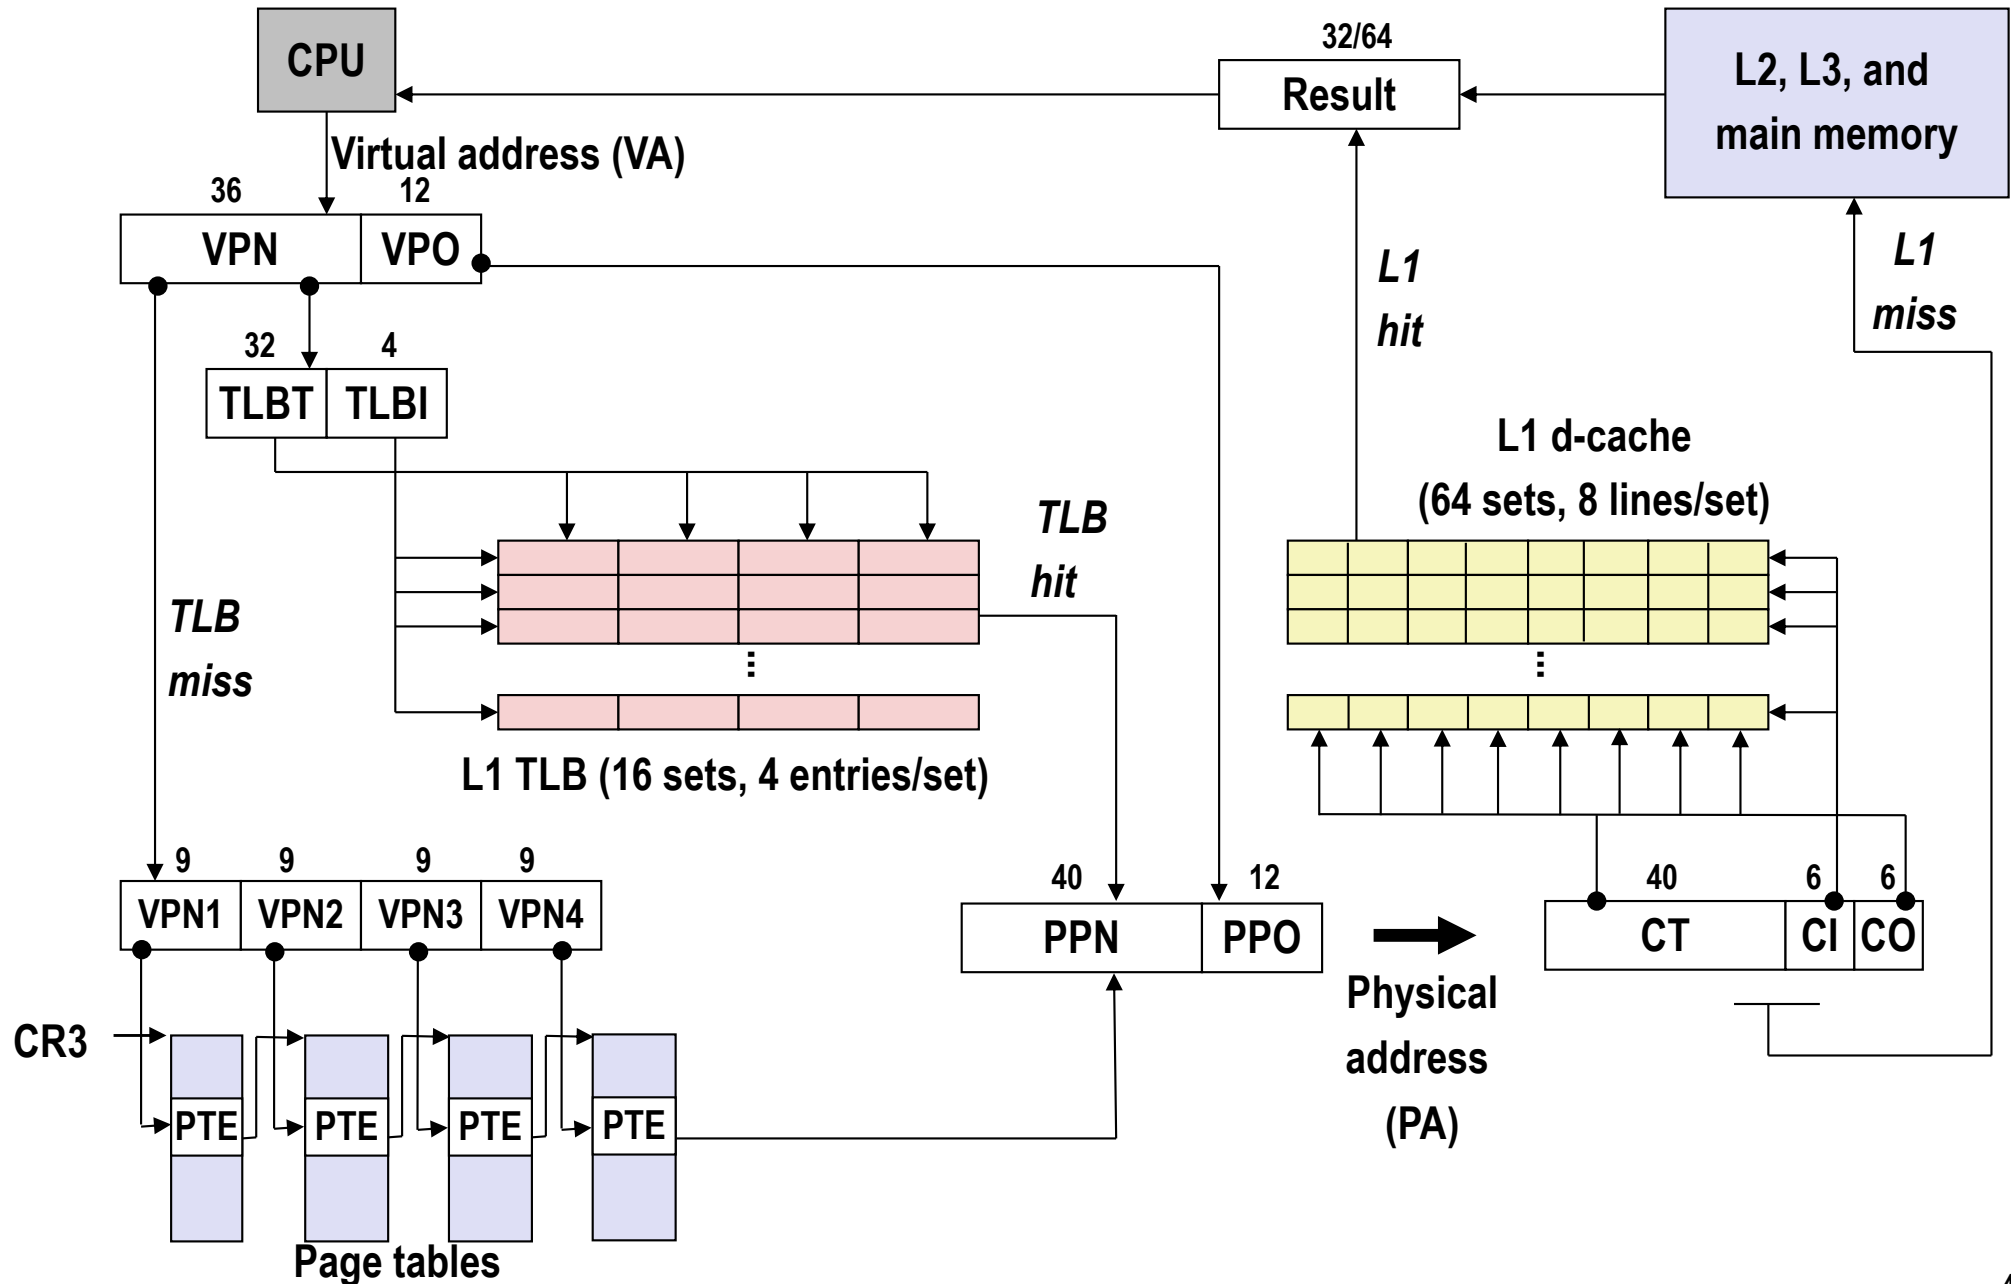 CPU
32/64
Result
L2, L3, and
main memory
Virtual address (VA)
36
12
VPN
VPO
L1
hit
L1
miss
32
4
TLBT
TLBI
L1 d-cache
(64 sets, 8 lines/set)
TLB
hit
TLB
miss
...
...
L1 TLB (16 sets, 4 entries/set)
9
9
9
9
VPN1
VPN2
VPN3
VPN4
40
12
PPN
PPO
40
6
6
CT
CI
CO
Physical
address
(PA)
CR3
PTE
PTE
PTE
PTE
Page tables